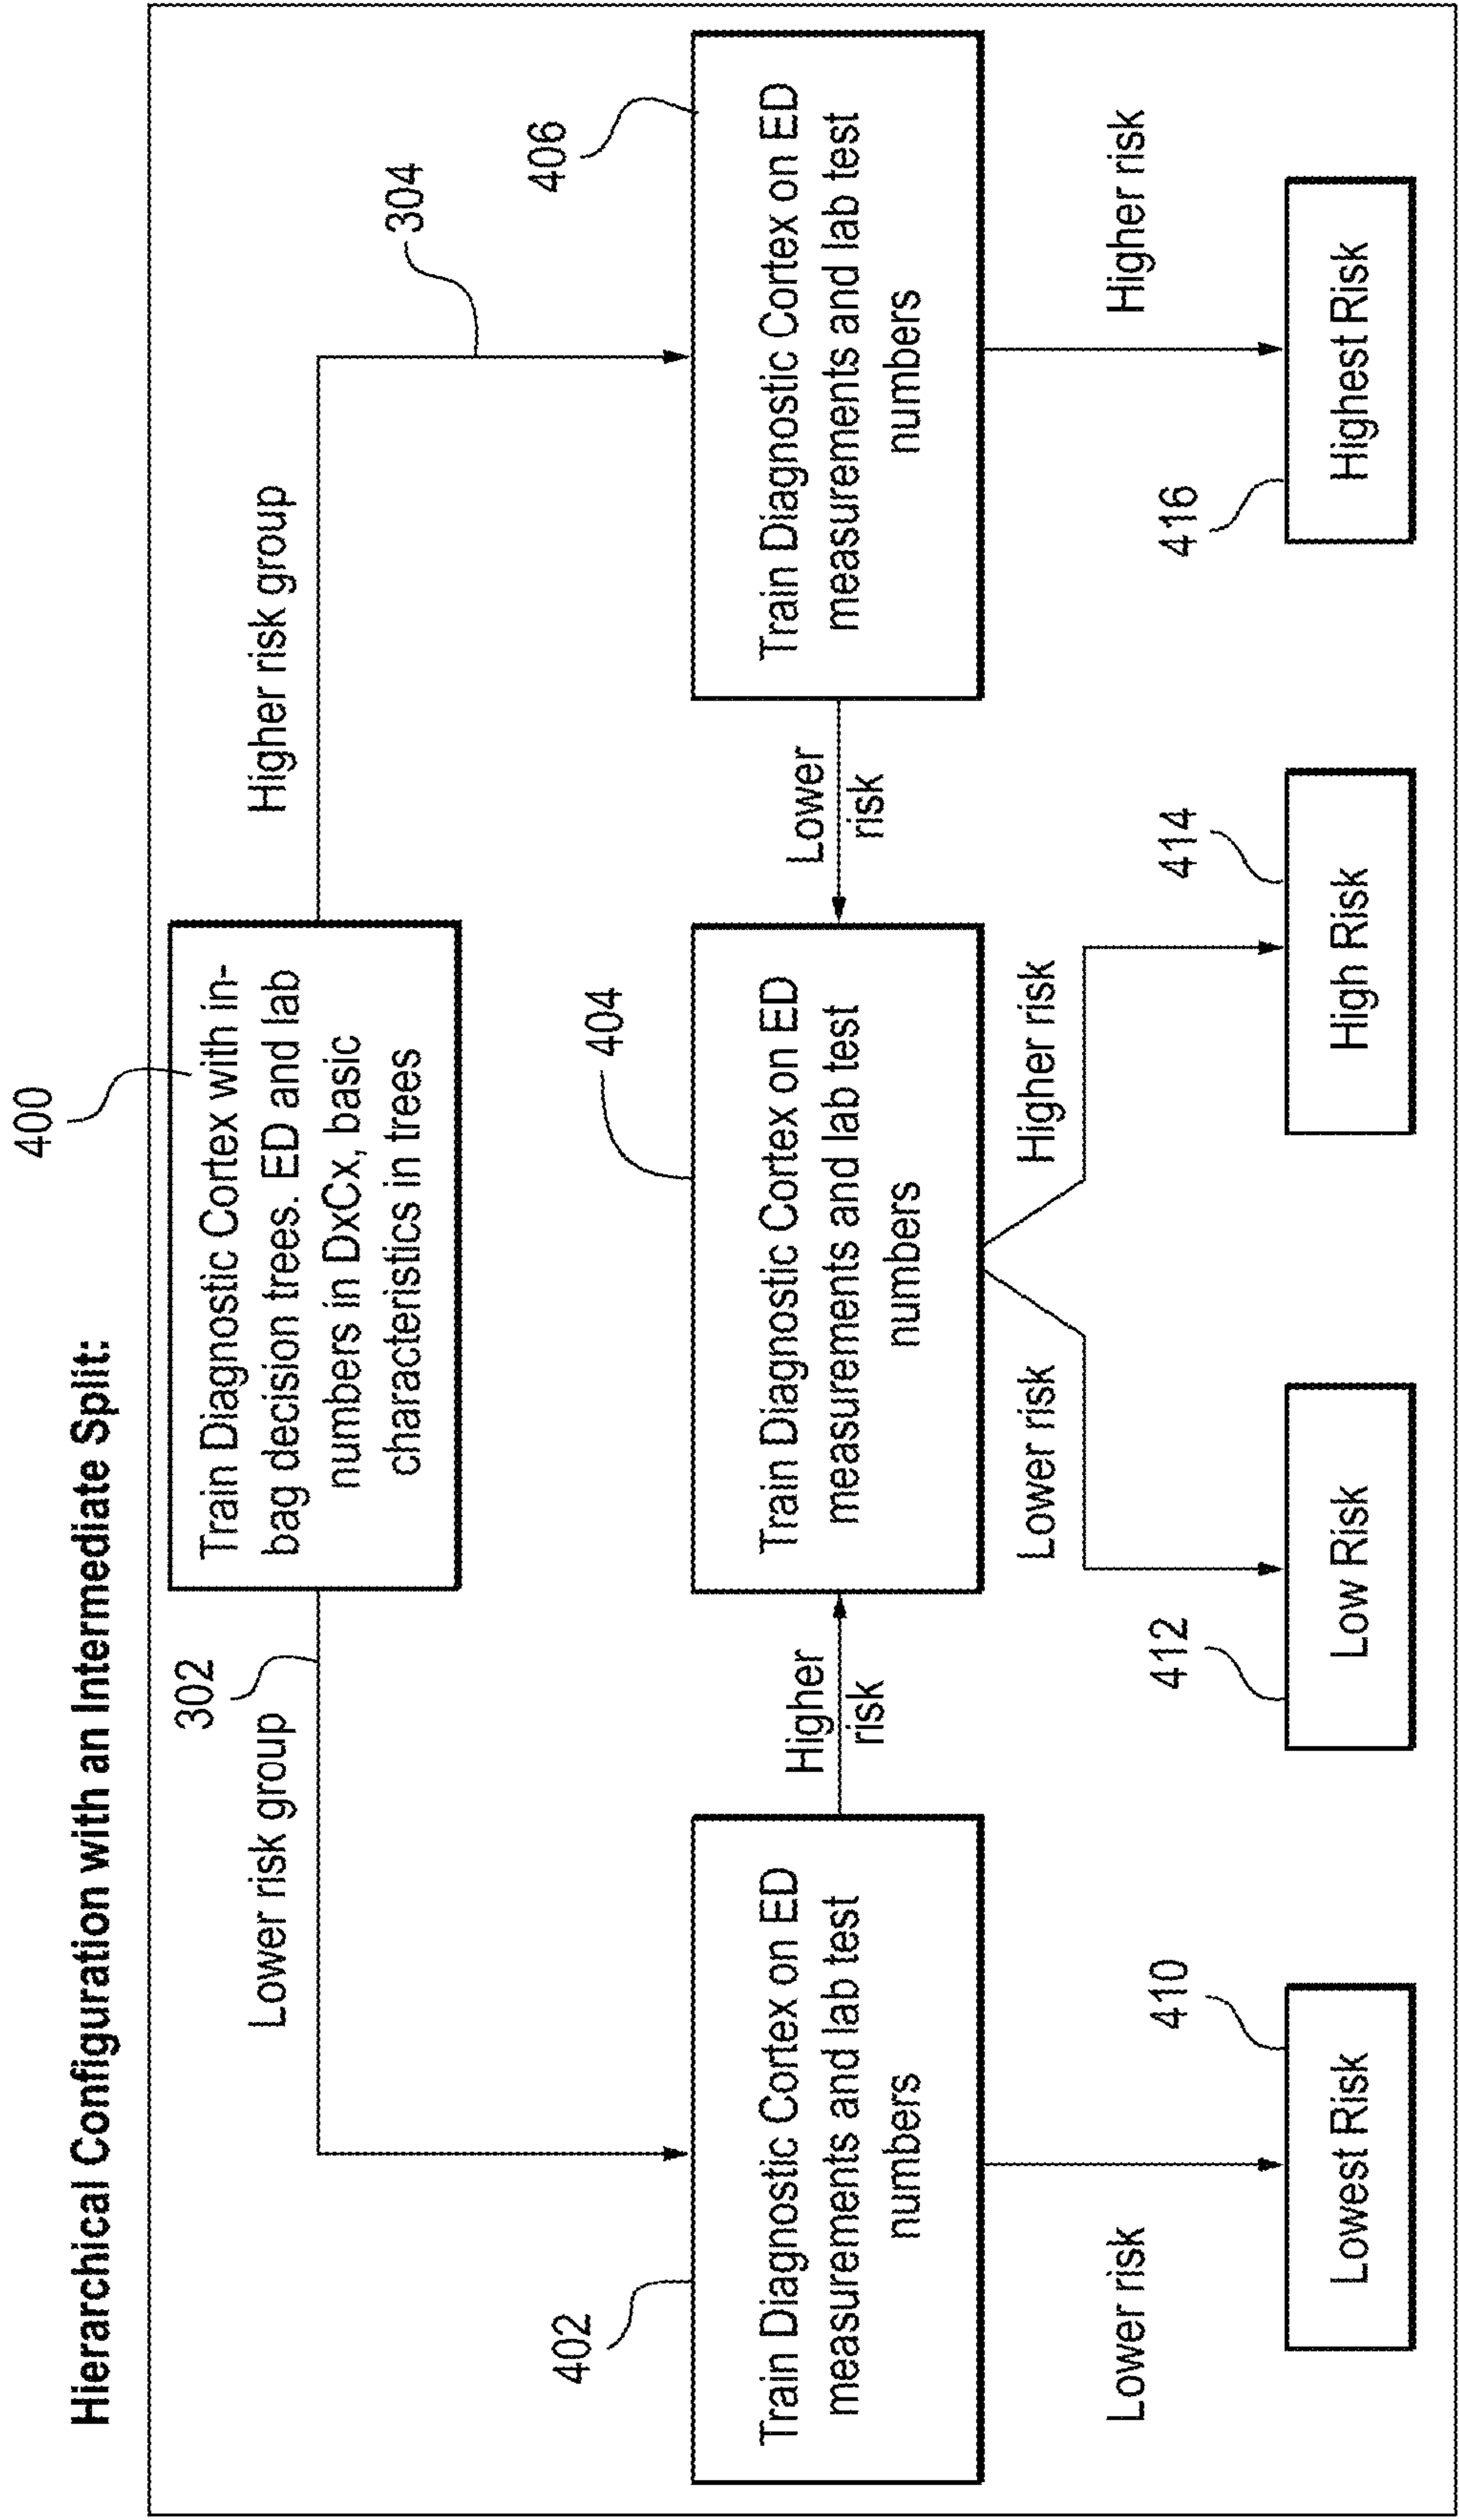 Hierarchical Configuration with an Intermediate Split:
400
Train Diagnostic Cortex with in-
bag decision trees. ED and lab
numbers in DxCx, basic
characteristics in trees
302
Lower risk group
Higher risk group
304
402
Train Diagnostic Cortex on ED
measurements and lab test
numbers
Higher
risk
404
Train Diagnostic Cortex on ED
measurements and lab test
numbers
Lower
risk
406
Train Diagnostic Cortex on ED
measurements and lab test
numbers
Lower risk
Lower risk
Higher risk
Higher risk
410
Lowest Risk
412
Low Risk
414
High Risk
416
Highest Risk